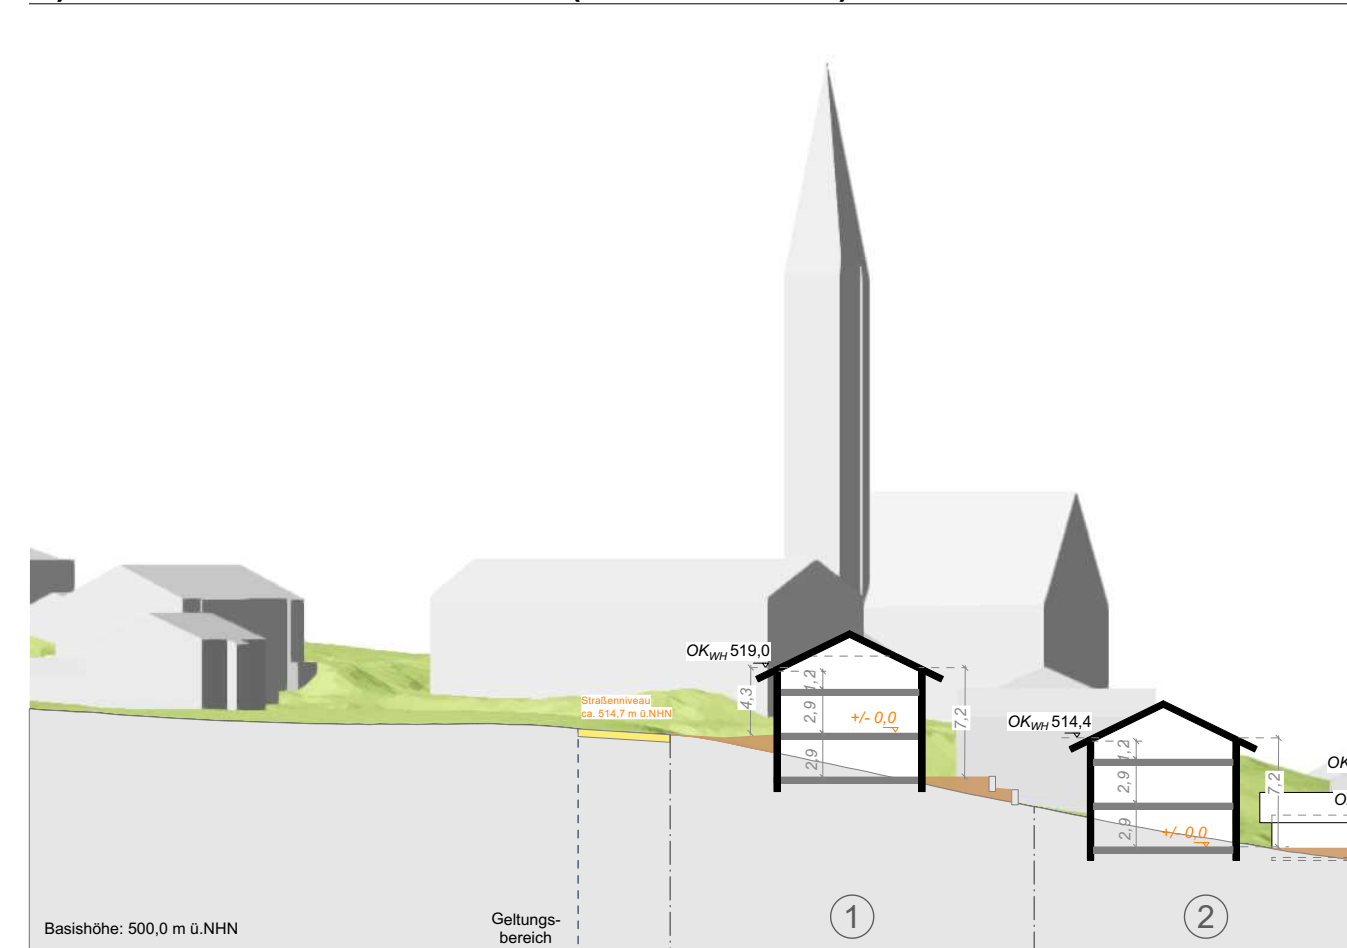 OKWH 519,0
Straßenniveau
ca. 514,7 m ü.NHN
4,3
1,2
2,9
+/- 0,0
7,2
2,9
OKWH 514,4
1,2
2,9
7,2
2,9
+/- 0,0
OK
Basishöhe: 500,0 m ü.NHN
Geltungs-
bereich
1
2